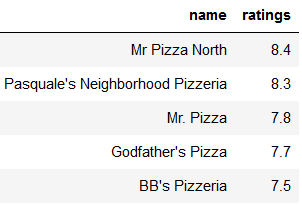 name ratings
Mr Pizza North 8.4
Pasquale's Neighborhood Pizzeria 8.3
Mr. Pizza 7.8
Godfather's Pizza 7.7
BB's Pizzeria 7.5